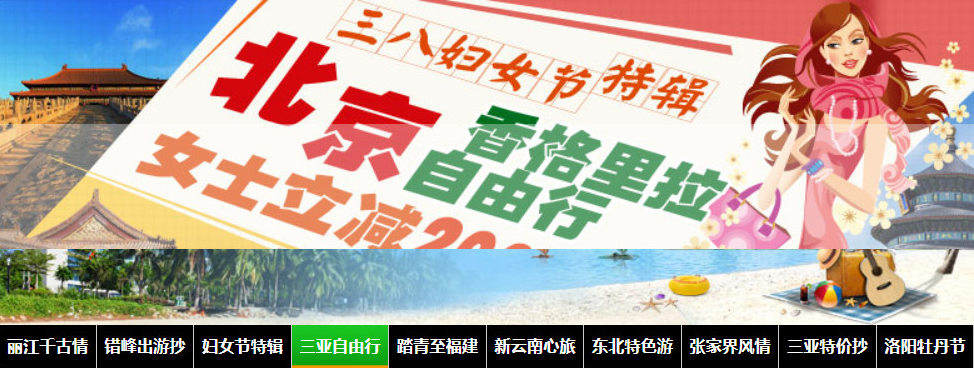 三八妇女节特辑
北京
香格里拉
自由行
女士立减200
丽江千古情
错峰出游抄
妇女节特辑
三亚自由行
踏青至福建
新云南心旅
东北特色游
张家界风情
三亚特价抄
洛阳牡丹节